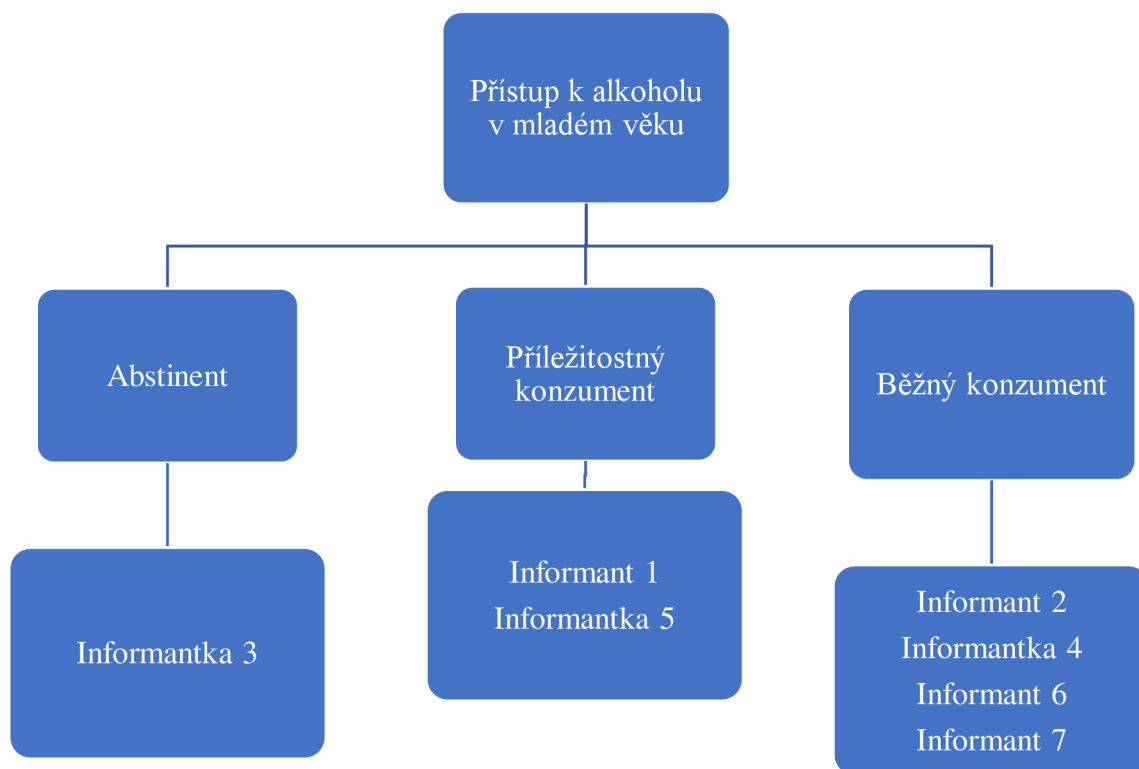 Přístup k alkoholu
v mladém věku
Abstinent
Příležitostný
konzument
Běžný konzument
Informantka 3
Informant 1
Informantka 5
Informant 2
Informantka 4
Informant 6
Informant 7